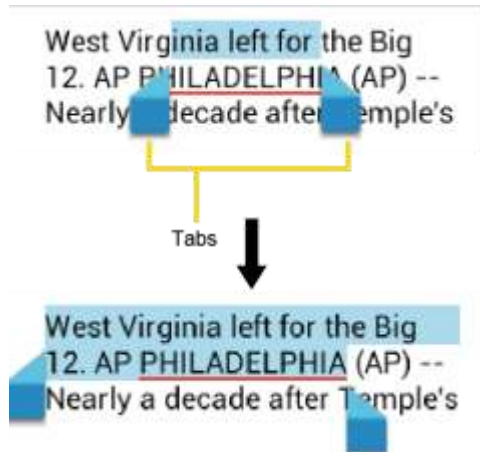 West Virginia left for the Big
12. AP PHILADELPHIA (AP) --
Nearly decade after Temple's
Tabs
West Virginia left for the Big
12. AP PHILADELPHIA (AP) --
Nearly a decade after Temple's